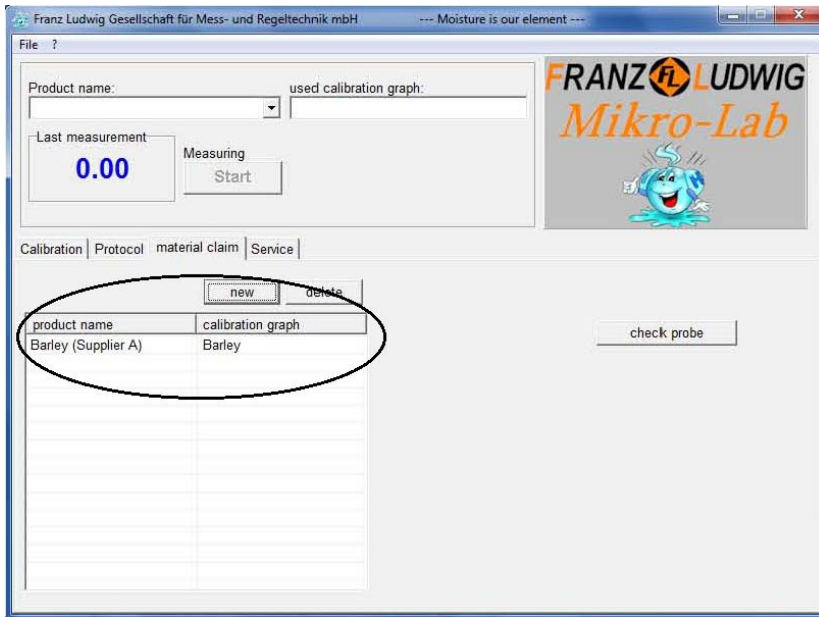 Franz Ludwig Gesellschaft für Mess- und Regeltechnik mbH --- Moisture is our element ---
File ?
Product name: used calibration graph:
Last measurement
0.00
Measuring
Start
FRANZ FL LUDWIG
Mikro-Lab
Calibration Protocol material claim Service
new delete
product name calibration graph
Barley (Supplier A) Barley
check probe